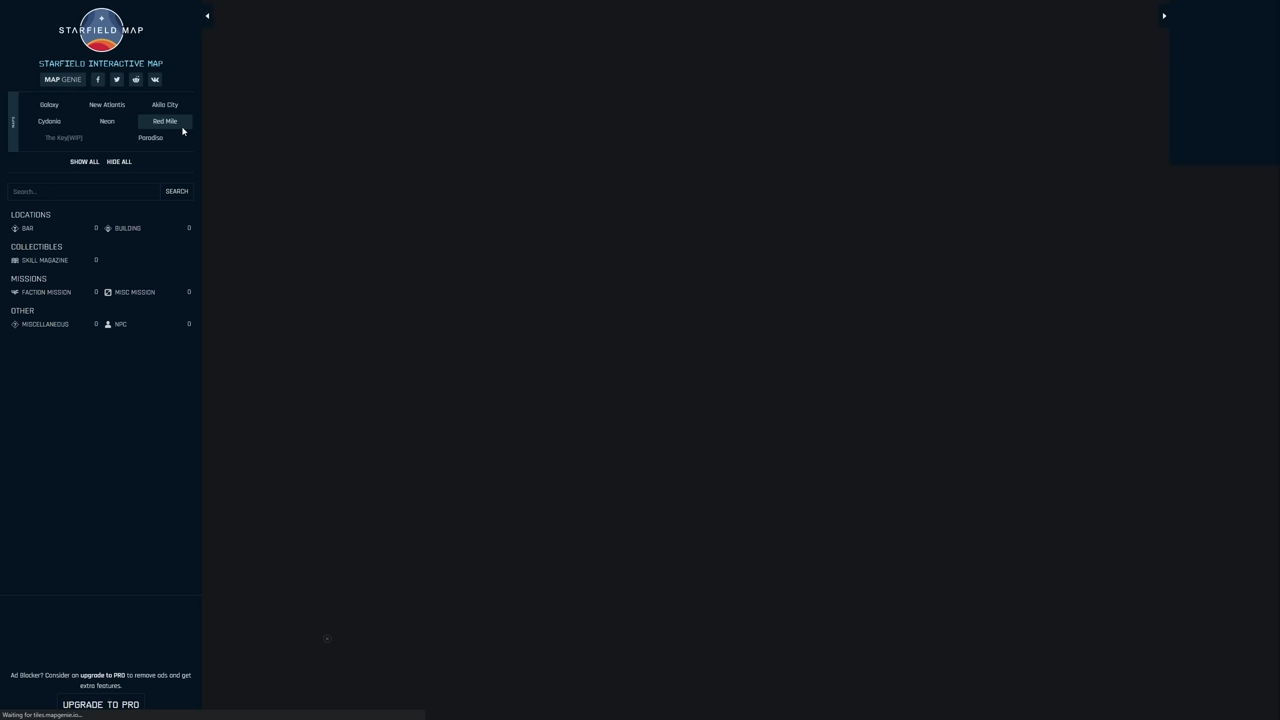 STARFIELD MAP
STARFIELD INTERACTIVE MAP
MAP GENIE
MAPS
Galaxy New Atlantis Akila City
Cydonia Neon Red Mile
The Key(WIP) Paradiso
SHOW ALL HIDE ALL
Search... SEARCH
LOCATIONS
BAR 0 BUILDING 0
COLLECTIBLES
SKILL MAGAZINE 0
MISSIONS
FACTION MISSION 0 MISC MISSION 0
OTHER
MISCELLANEOUS 0 NPC 0
Ad Blocker? Consider an upgrade to PRO to remove ads and get
extra features.
UPGRADE TO PRO
Waiting for tiles.mapgenie.io...